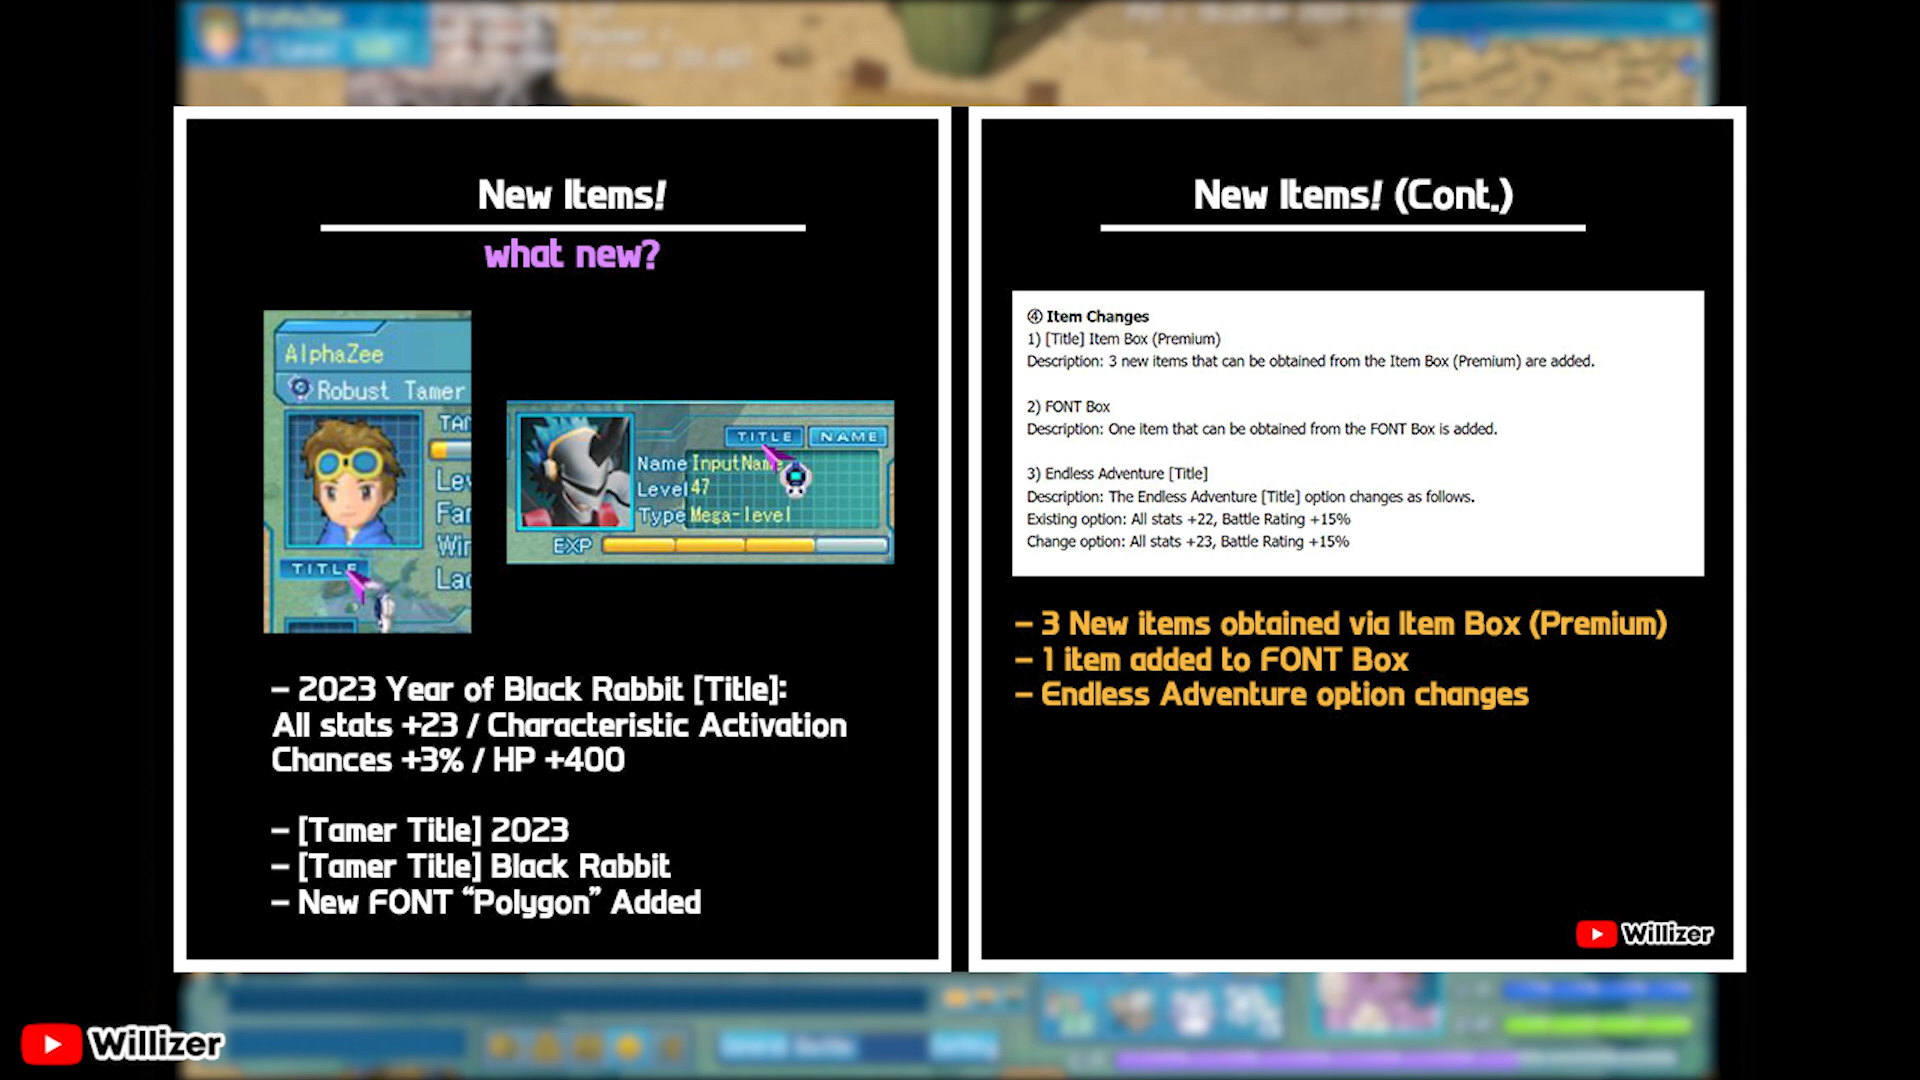 New Items!
what new?
AlphaZee
Robust Tamer
TITLE
TITLE NAME
Name
Level 47
Type Mega-level
EXP
– 2023 Year of Black Rabbit [Title]:
All stats +23 / Characteristic Activation
Chances +3% / HP +400
– [Tamer Title] 2023
– [Tamer Title] Black Rabbit
– New FONT “Polygon” Added
New Items! (Cont.)
④ Item Changes
1) [Title] Item Box (Premium)
Description: 3 new items that can be obtained from the Item Box (Premium) are added.
2) FONT Box
Description: One item that can be obtained from the FONT Box is added.
3) Endless Adventure [Title]
Description: The Endless Adventure [Title] option changes as follows.
Existing option: All stats +22, Battle Rating +15%
Change option: All stats +23, Battle Rating +15%
– 3 New items obtained via Item Box (Premium)
– 1 item added to FONT Box
– Endless Adventure option changes
Willizer
Willizer